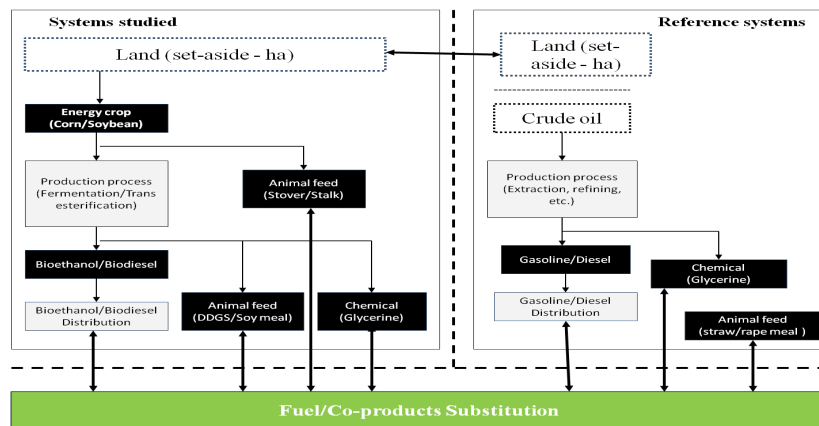 Systems studied
Land (set-aside - ha)
Energy crop
(Corn/Soybean)
Production process
(Fermentation/Trans
esterification)
Animal feed
(Stover/Stalk)
Bioethanol/Biodiesel
Bioethanol/Biodiesel
Distribution
Animal feed
(DDGS/Soy meal)
Chemical
(Glycerine)
Reference systems
Land (set-
aside - ha)
Crude oil
Production process
(Extraction, refining,
etc.)
Gasoline/Diesel
Gasoline/Diesel
Distribution
Chemical
(Glycerine)
Animal feed
(straw/rape meal )
Fuel/Co-products Substitution